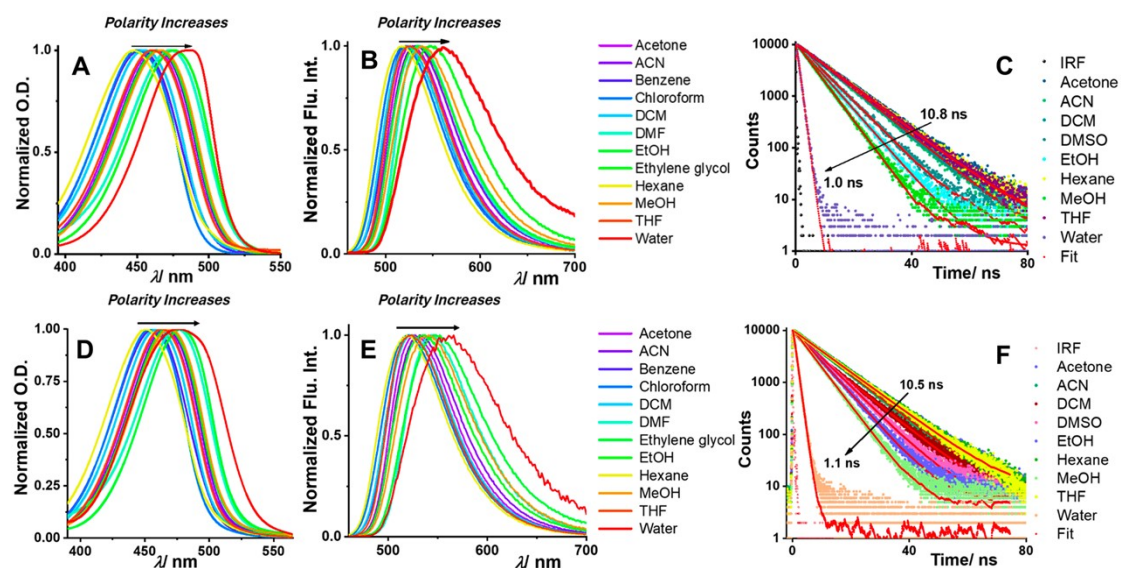 Polarity Increases
A
1.0
0.5
0.0
Normalized O.D.
400
450
500
550
λ/ nm
Polarity Increases
B
1.0
0.5
0.0
Normalized Flu. Int.
500
600
700
λ/ nm
Acetone
ACN
Benzene
Chloroform
DCM
DMF
EtOH
Ethylene glycol
Hexane
MeOH
THF
Water
C
10000
1000
100
10
1
Counts
10.8 ns
1.0 ns
0
40
80
Time/ ns
IRF
Acetone
ACN
DCM
DMSO
EtOH
Hexane
MeOH
THF
Water
Fit
Polarity Increases
D
1.00
0.75
0.50
0.25
0.00
Normalized O.D.
400
450
500
550
λ/ nm
Polarity Increases
E
1.0
0.5
0.0
Normalized Flu. Int.
500
600
700
λ/ nm
Acetone
ACN
Benzene
Chloroform
DCM
DMF
Ethylene glycol
EtOH
Hexane
MeOH
THF
Water
F
10000
1000
100
10
1
Counts
10.5 ns
1.1 ns
0
40
80
Time/ ns
IRF
Acetone
ACN
DCM
DMSO
EtOH
Hexane
MeOH
THF
Water
Fit